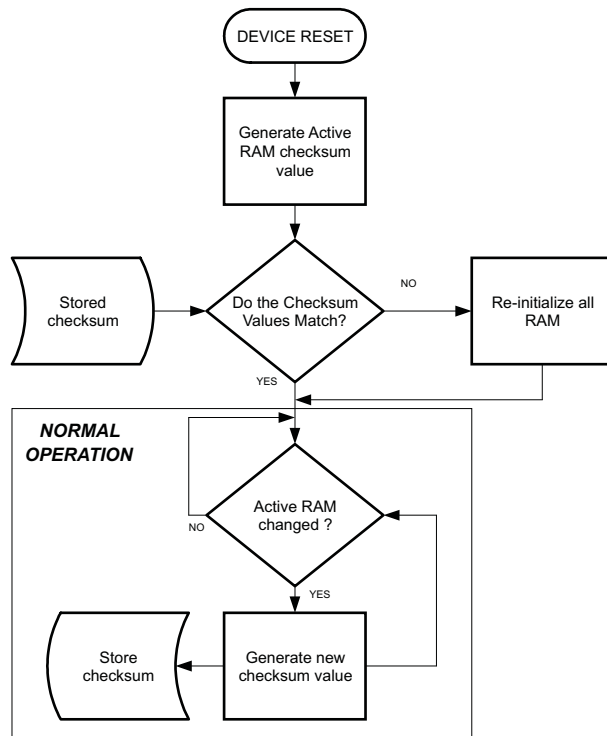 DEVICE RESET
Generate Active
RAM checksum
value
Stored
checksum
Do the Checksum
Values Match?
NO
Re-initialize all
RAM
YES
NORMAL
OPERATION
Active RAM
changed ?
NO
YES
Store
checksum
Generate new
checksum value